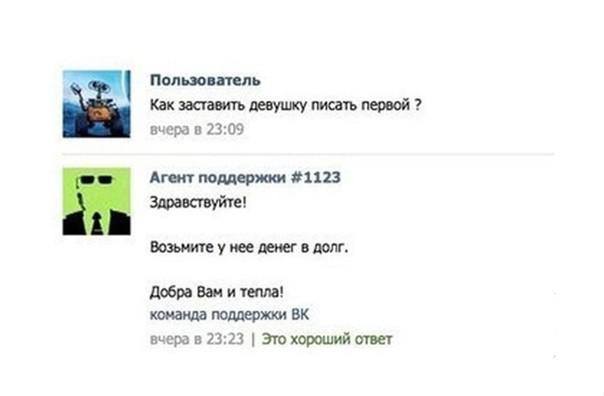 Пользователь
Как заставить девушку писать первой ?
вчера в 23:09
Агент поддержки #1123
Здравствуйте!
Возьмите у нее денег в долг.
Добра Вам и тепла!
команда поддержки ВК
вчера в 23:23 | Это хороший ответ